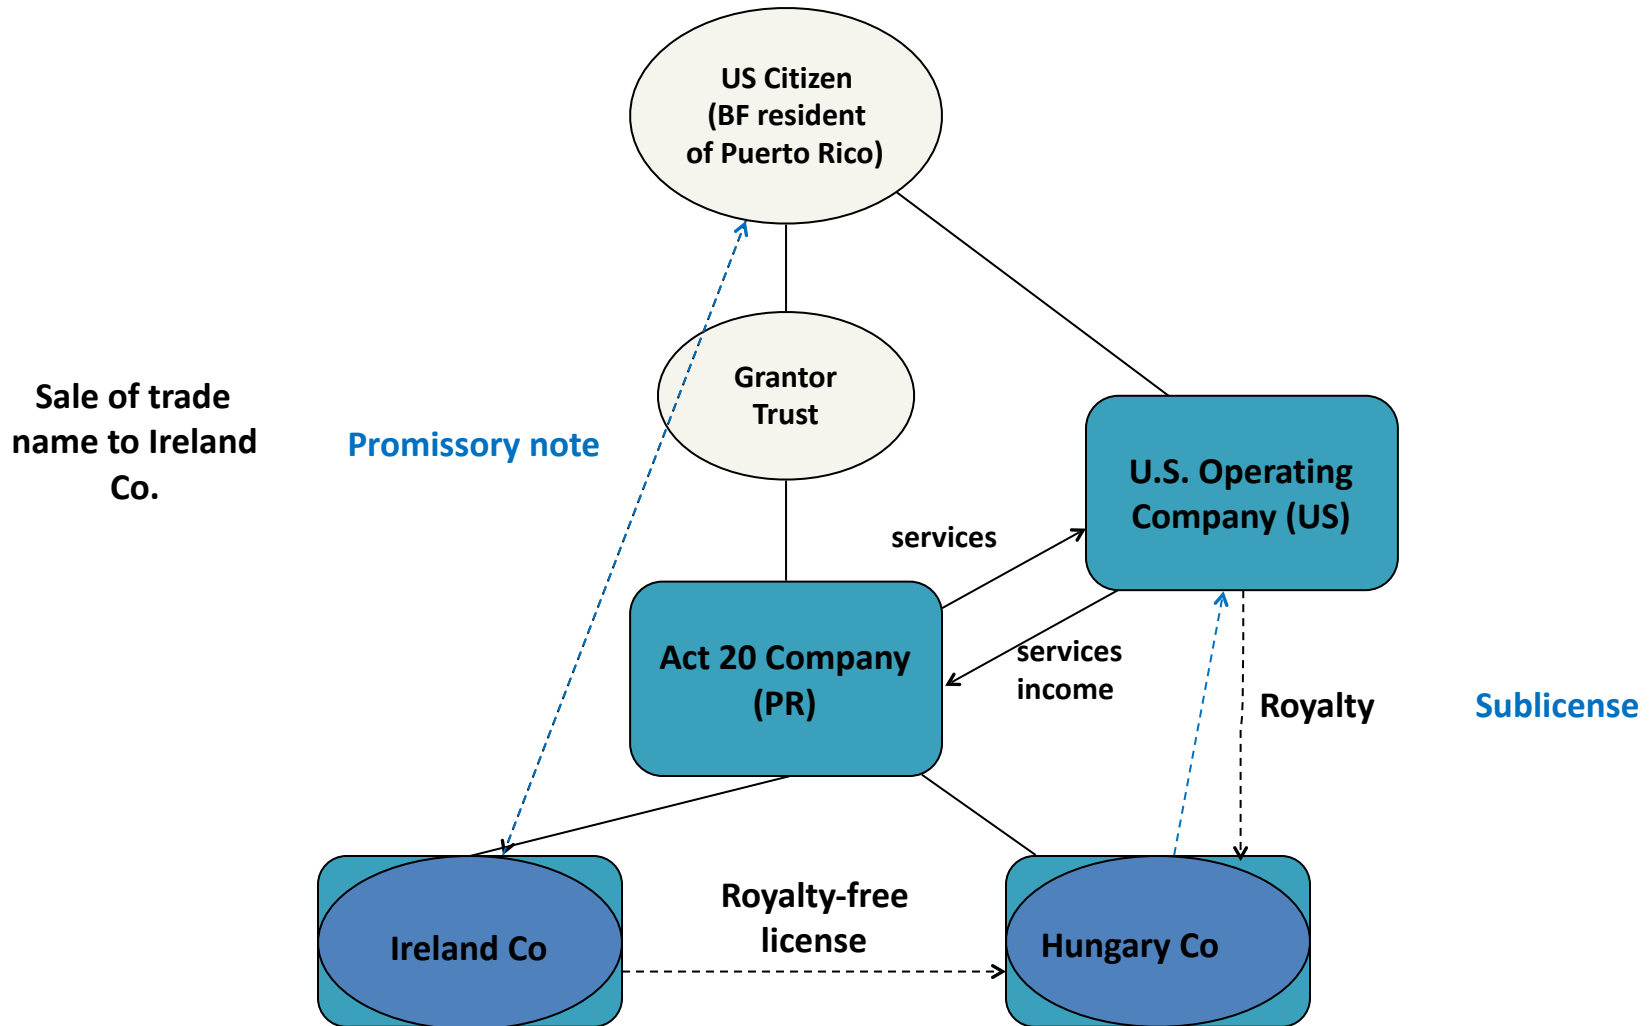 US Citizen
(BF resident
of Puerto Rico)
Grantor
Trust
Sale of trade
name to Ireland
Co.
Promissory note
U.S. Operating
Company (US)
services
services
income
Act 20 Company
(PR)
Royalty
Sublicense
Royalty-free
license
Ireland Co
Hungary Co